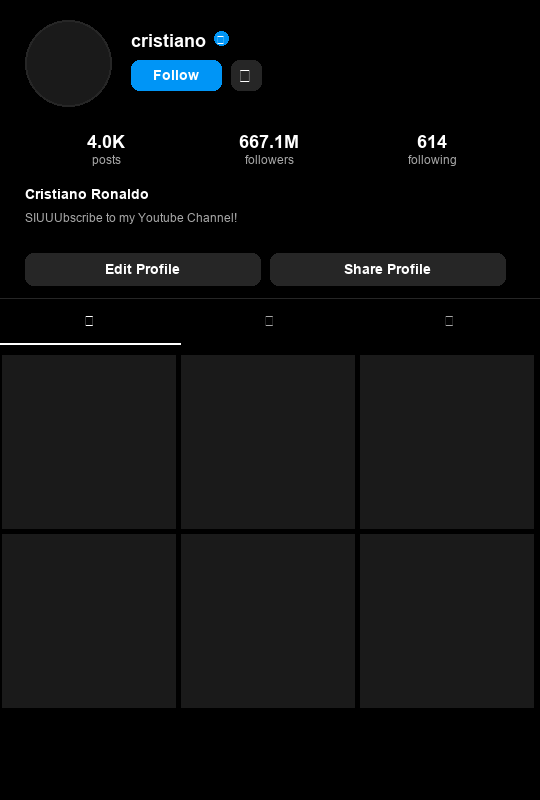 cristiano
Follow
4.0K 667.1M 614
posts followers following
Cristiano Ronaldo
SIUUUbscribe to my Youtube Channel!
Edit Profile Share Profile